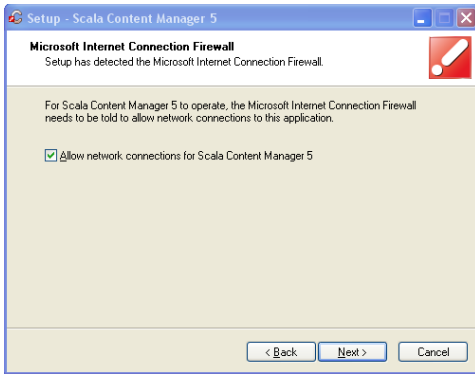 Setup - Scala Content Manager 5
Microsoft Internet Connection Firewall
Setup has detected the Microsoft Internet Connection Firewall.
For Scala Content Manager 5 to operate, the Microsoft Internet Connection Firewall
needs to be told to allow network connections to this application.
Allow network connections for Scala Content Manager 5
< Back Next > Cancel